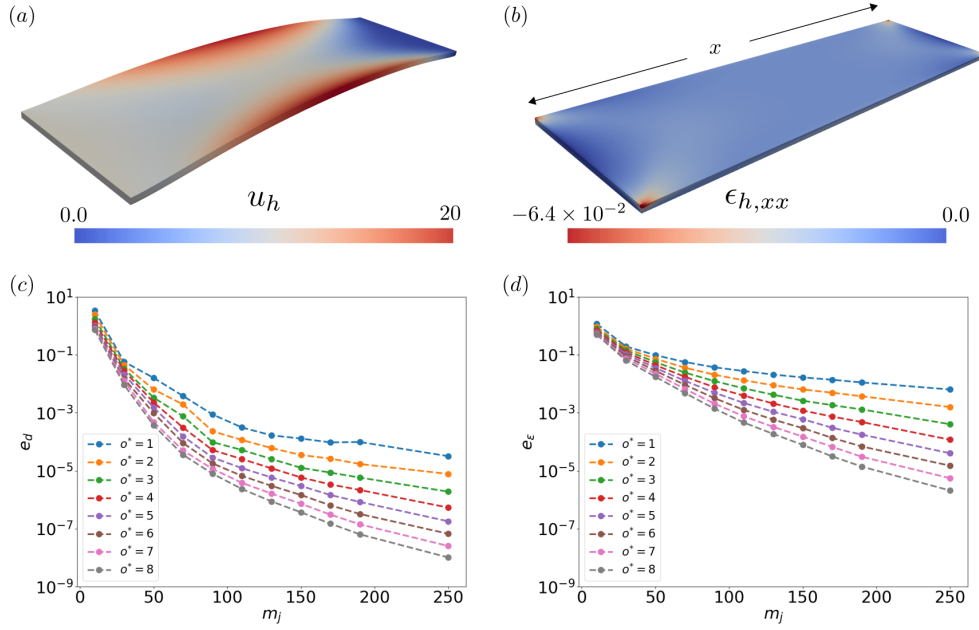 (a)
(b)
x
u_h
ϵ_{h,xx}
0.0
20
−6.4 × 10^{−2}
0.0
(c)
(d)
10^1
10^{−1}
10^{−3}
10^{−5}
10^{−7}
10^{−9}
e_d
o* = 1
o* = 2
o* = 3
o* = 4
o* = 5
o* = 6
o* = 7
o* = 8
0 50 100 150 200 250
m_j
10^1
10^{−1}
10^{−3}
10^{−5}
10^{−7}
10^{−9}
e_ε
o* = 1
o* = 2
o* = 3
o* = 4
o* = 5
o* = 6
o* = 7
o* = 8
0 50 100 150 200 250
m_j